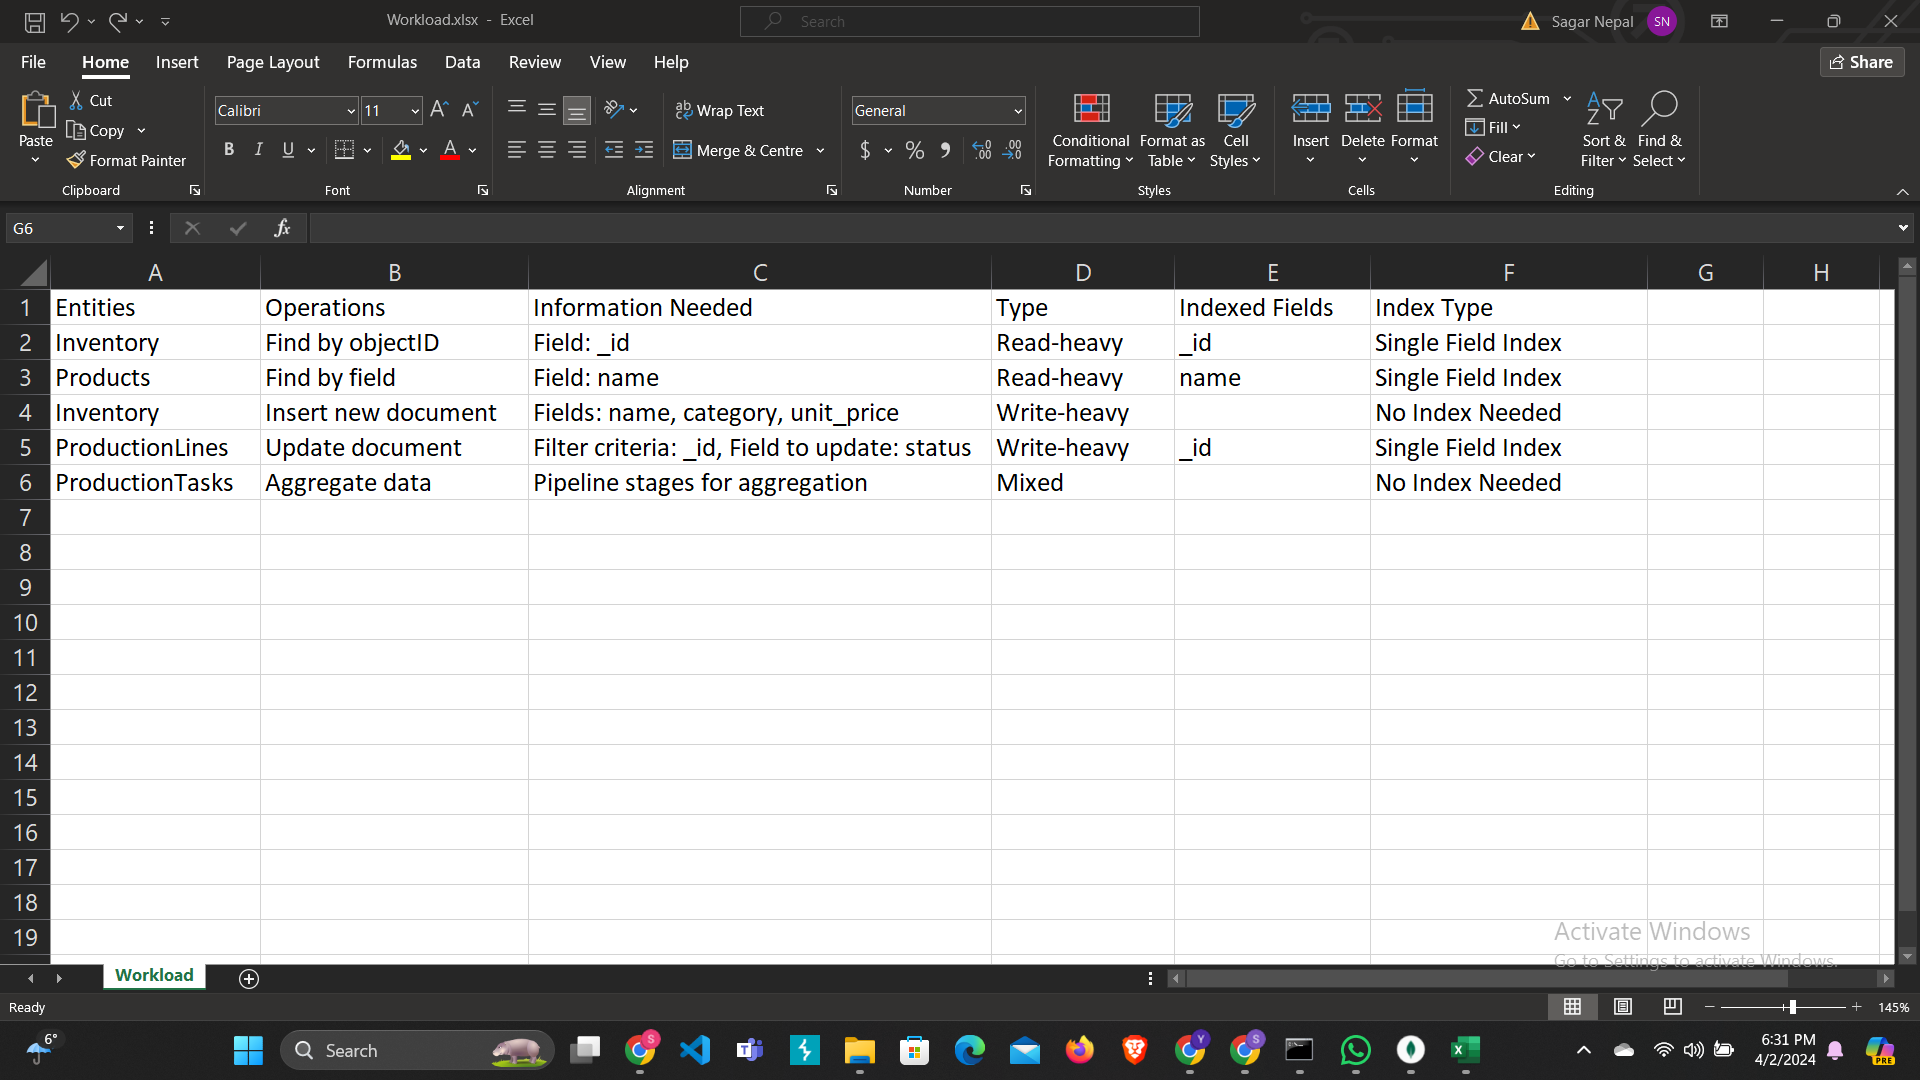 Workload.xlsx - Excel
Search
Sagar Nepal SN
File Home Insert Page Layout Formulas Data Review View Help
Share
Paste
Cut
Copy
Format Painter
Clipboard
Calibri 11
B I U A
Font
ab Wrap Text
Merge & Centre
Alignment
General
$ % 9 .00
Number
Conditional Formatting
Format as Table
Cell Styles
Styles
Insert Delete Format
Cells
AutoSum
Fill
Clear
Sort & Filter
Find & Select
Editing
G6 fx
A B C D E F G H
1 Entities Operations Information Needed Type Indexed Fields Index Type
2 Inventory Find by objectID Field: _id Read-heavy _id Single Field Index
3 Products Find by field Field: name Read-heavy name Single Field Index
4 Inventory Insert new document Fields: name, category, unit_price Write-heavy No Index Needed
5 ProductionLines Update document Filter criteria: _id, Field to update: status Write-heavy _id Single Field Index
6 ProductionTasks Aggregate data Pipeline stages for aggregation Mixed No Index Needed
7
8
9
10
11
12
13
14
15
16
17
18
19
Activate Windows
Go to Settings to activate Windows.
Workload
Ready
145%
6°
Search
6:31 PM
4/2/2024
PRE